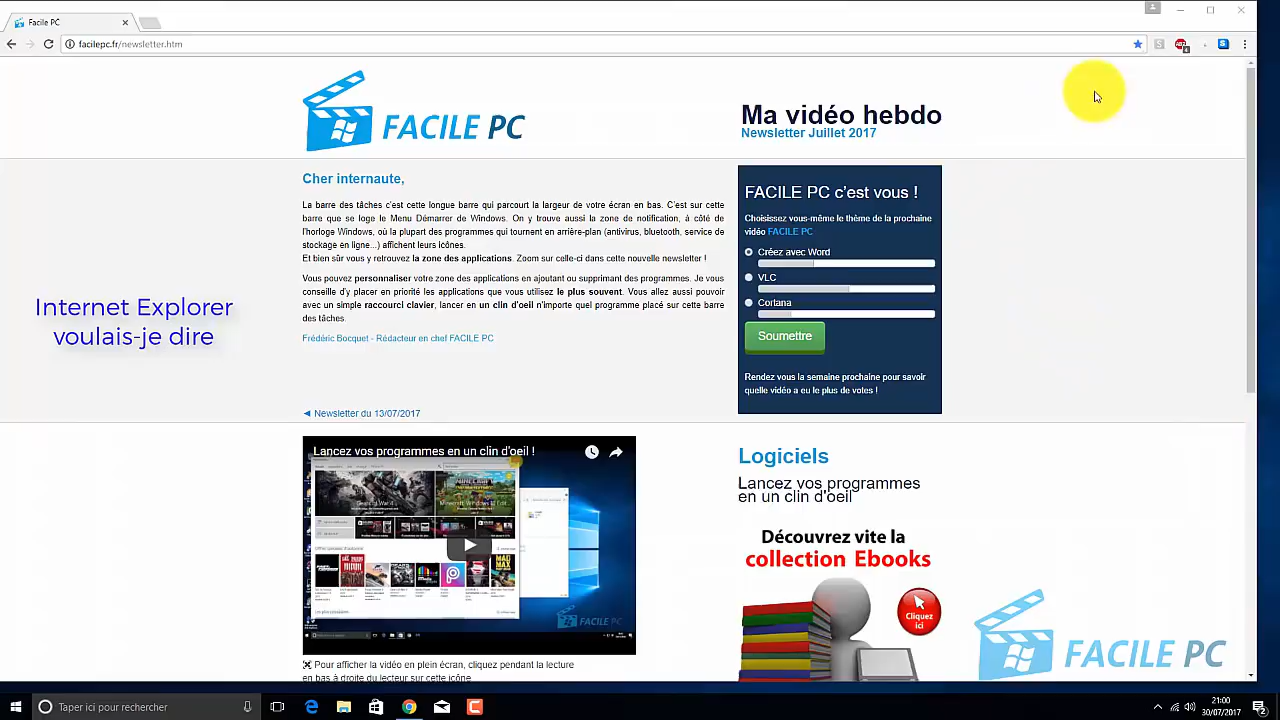 Facile PC
facilepc.fr/newsletter.htm
FACILE PC
Ma vidéo hebdo
Newsletter Juillet 2017
Cher internaute,
La barre des tâches c'est cette longue barre qui parcourt la largeur de votre écran en bas. C'est sur cette
barre que se loge le Menu Démarrer de Windows. On y trouve aussi la zone de notification, à côté de
l'horloge Windows, où la plupart des programmes qui tournent en arrière-plan (antivirus, bluetooth, service de
stockage en ligne...) affichent leurs icônes.
Et bien sûr vous y retrouvez la zone des applications. Zoom sur celle-ci dans cette nouvelle newsletter !
Vous pouvez personnaliser votre zone des applications en ajoutant ou supprimant des programmes. Je vous
conseille d'y placer en priorité les applications que vous utilisez le plus souvent. Vous allez aussi pouvoir
avec un simple raccourci clavier, lancer en un clin d'oeil n'importe quel programme placé sur cette barre
des tâches.
Frédéric Bocquet - Rédacteur en chef FACILE PC
◄ Newsletter du 13/07/2017
Internet Explorer
voulais-je dire
FACILE PC c'est vous !
Choisissez vous-même le thème de la prochaine
vidéo FACILE PC
Créez avec Word
VLC
Cortana
Soumettre
Rendez vous la semaine prochaine pour savoir
quelle vidéo a eu le plus de votes !
Lancez vos programmes en un clin d'oeil !
FACILE PC
Pour afficher la vidéo en plein écran, cliquez pendant la lecture
en bas à droite du lecteur sur cette icône
Logiciels
Lancez vos programmes
en un clin d'oeil
Découvrez vite la
collection Ebooks
Cliquez
ici
FACILE PC
Taper ici pour rechercher
21:00
30/07/2017
2